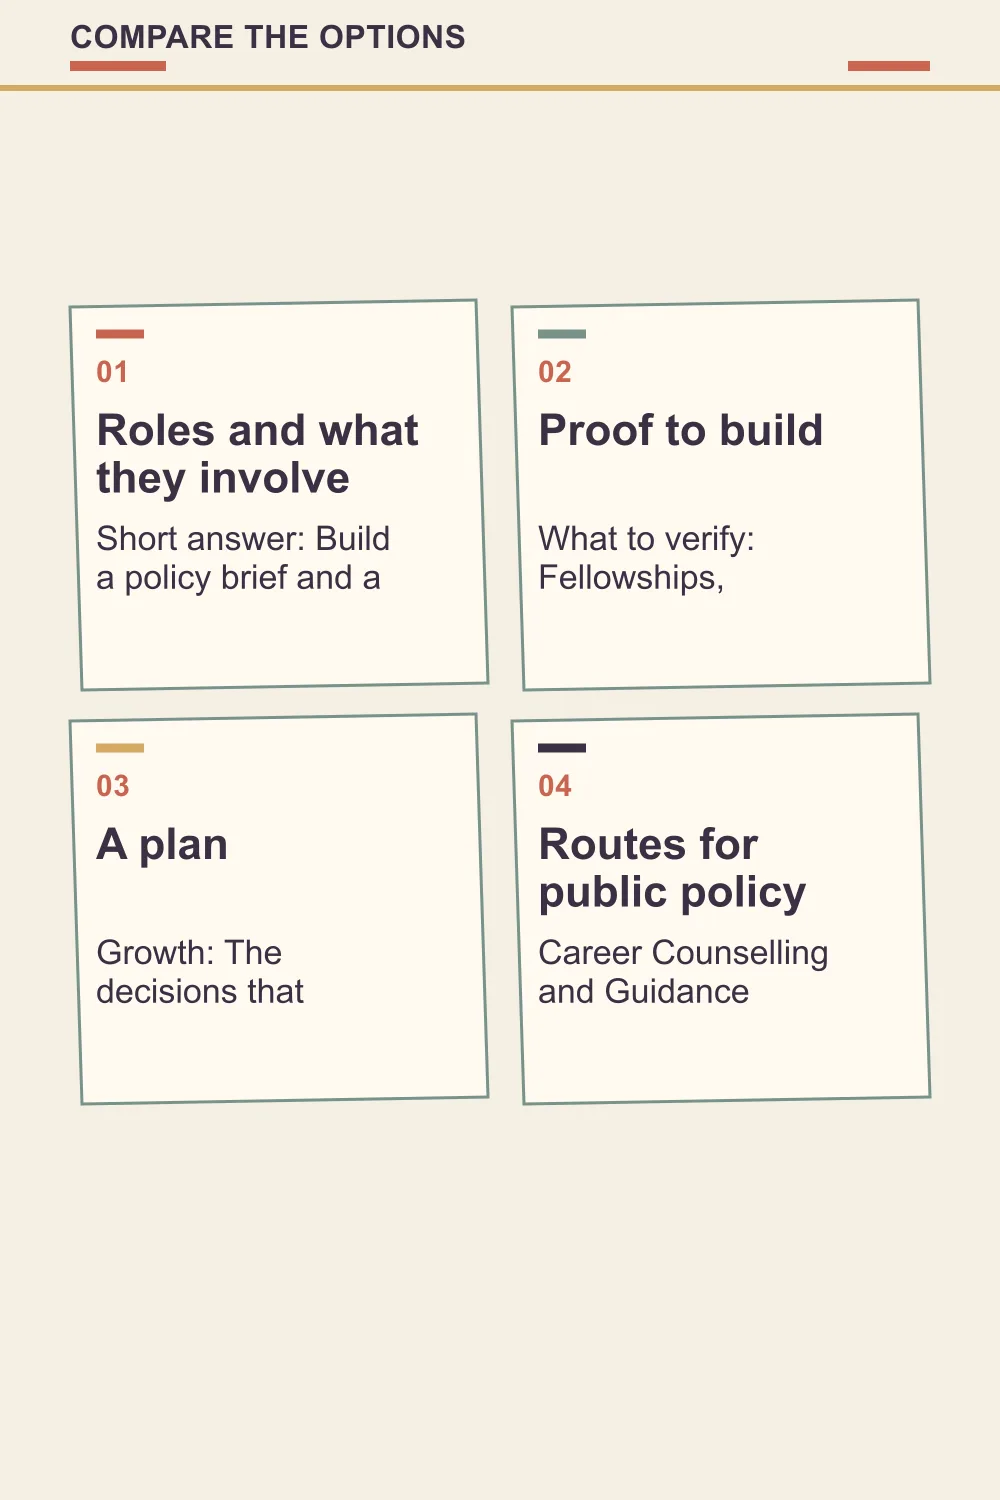 COMPARE THE OPTIONS
01
Roles and what
they involve
Short answer: Build
a policy brief and a
02
Proof to build
What to verify:
Fellowships,
03
A plan
Growth: The
decisions that
04
Routes for
public policy
Career Counselling
and Guidance